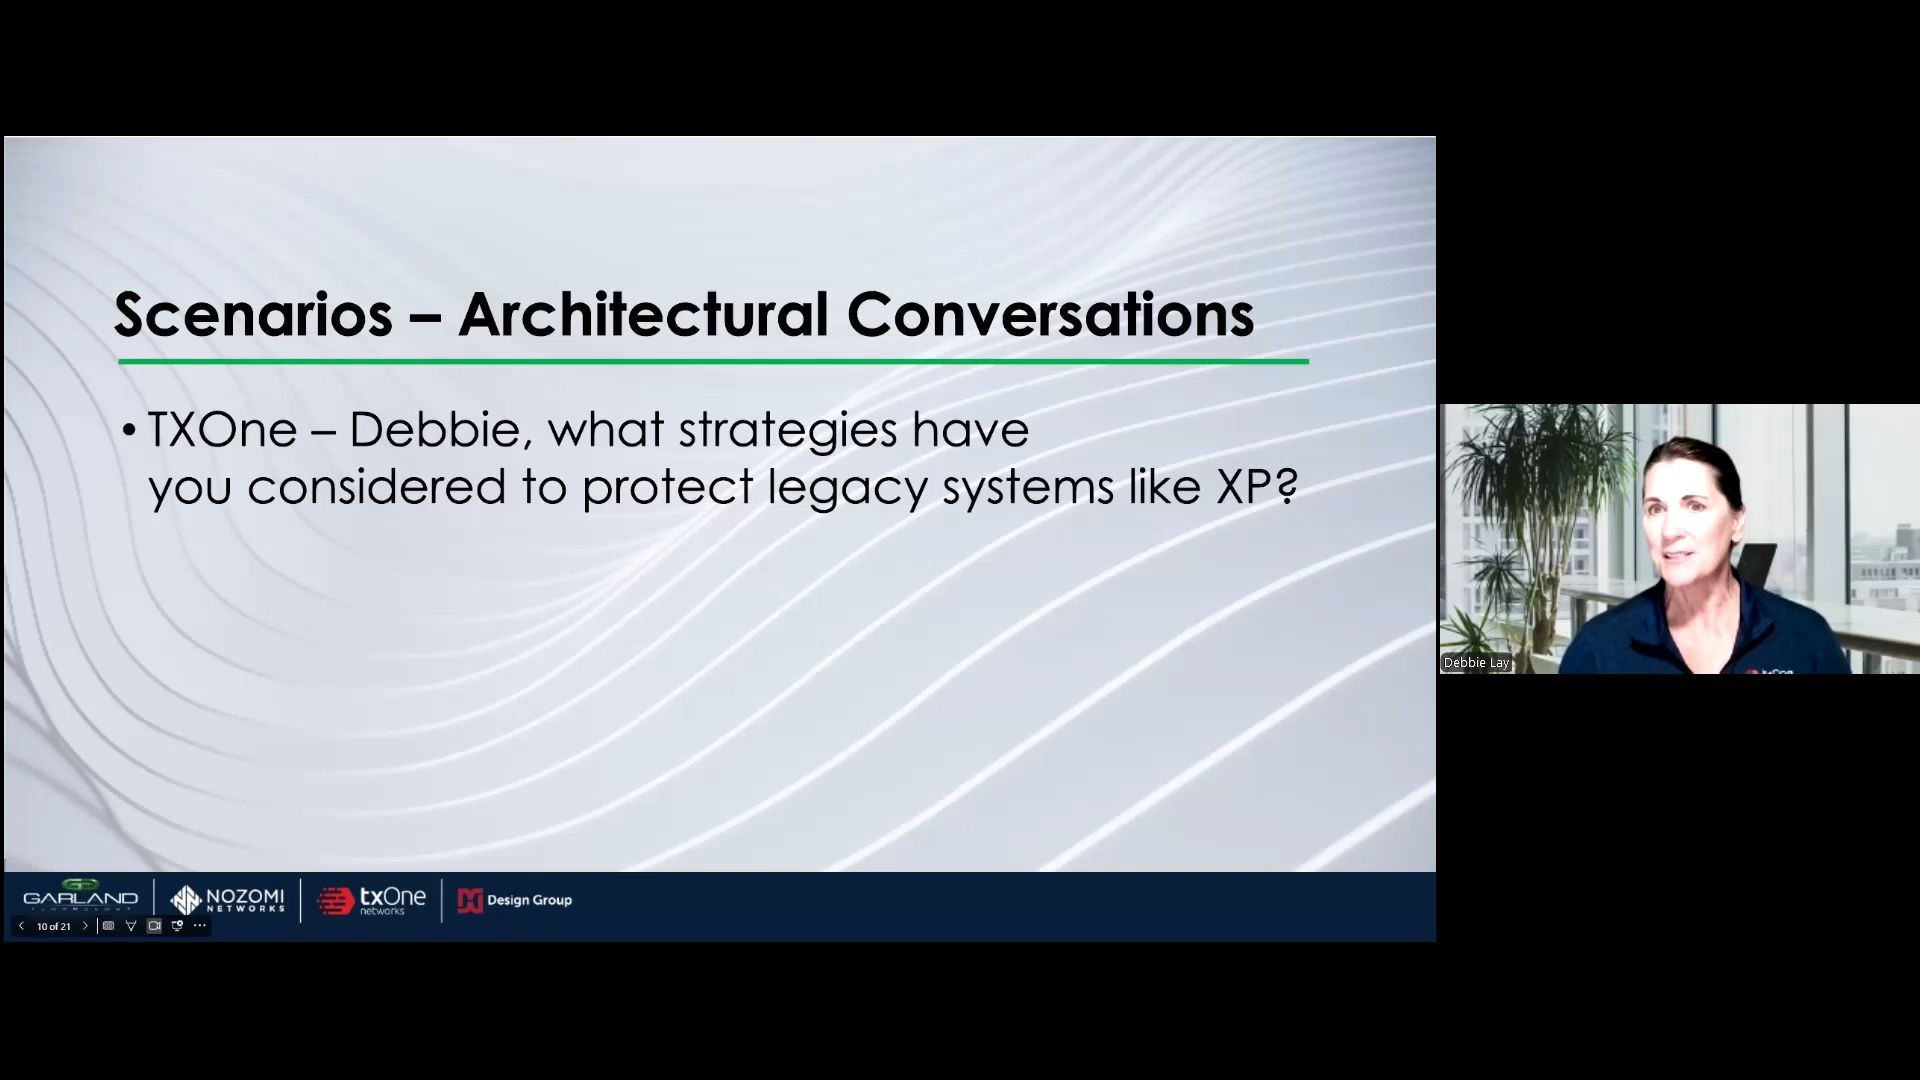 Scenarios – Architectural Conversations
• TXOne – Debbie, what strategies have
you considered to protect legacy systems like XP?
Debbie Lay
GARLAND
NOZOMI
NETWORKS
txOne
networks
Design Group
10 of 21
txOne